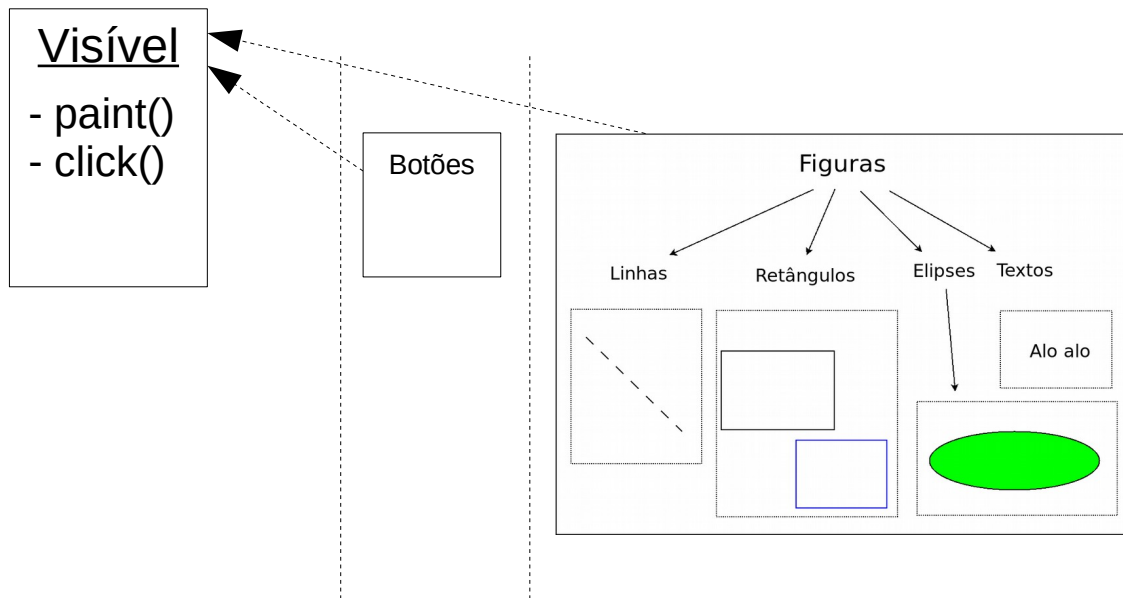 Visível
- paint()
- click()
Botões
Figuras
Linhas
Retângulos
Elipses
Textos
Alo alo